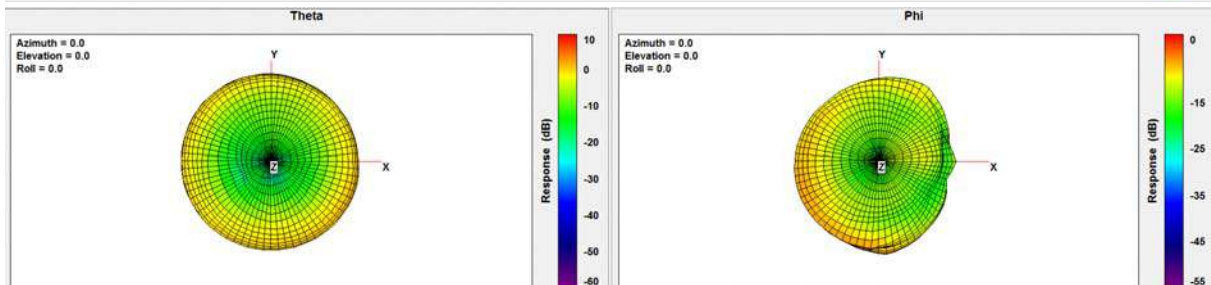 Theta
Azimuth = 0.0
Elevation = 0.0
Roll = 0.0
Y
Z
X
10
0
-10
-20
-30
-40
-50
-60
Response (dB)
Phi
Azimuth = 0.0
Elevation = 0.0
Roll = 0.0
Y
Z
X
0
-15
-25
-35
-45
-55
Response (dB)